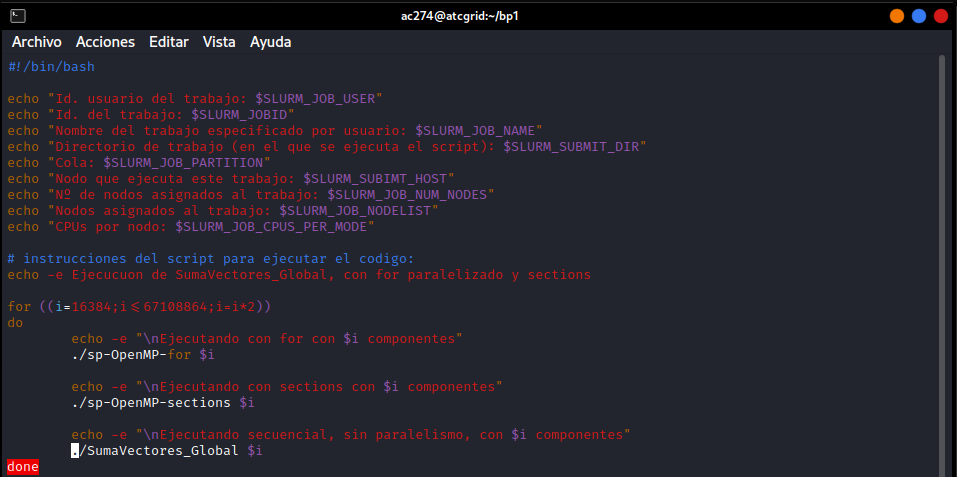 ac274@atcgrid:~/bp1
Archivo Acciones Editar Vista Ayuda
#!/bin/bash
echo "Id. usuario del trabajo: $SLURM_JOB_USER"
echo "Id. del trabajo: $SLURM_JOBID"
echo "Nombre del trabajo especificado por usuario: $SLURM_JOB_NAME"
echo "Directorio de trabajo (en el que se ejecuta el script): $SLURM_SUBMIT_DIR"
echo "Cola: $SLURM_JOB_PARTITION"
echo "Nodo que ejecuta este trabajo: $SLURM_SUBIMT_HOST"
echo "Nº de nodos asignados al trabajo: $SLURM_JOB_NUM_NODES"
echo "Nodos asignados al trabajo: $SLURM_JOB_NODELIST"
echo "CPUs por nodo: $SLURM_JOB_CPUS_PER_MODE"
# instrucciones del script para ejecutar el codigo:
echo -e Ejecucuon de SumaVectores_Global, con for paralelizado y sections
for ((i=16384;i<=67108864;i=i*2))
do
echo -e "\nEjecutando con for con $i componentes"
./sp-OpenMP-for $i
echo -e "\nEjecutando con sections con $i componentes"
./sp-OpenMP-sections $i
echo -e "\nEjecutando secuencial, sin paralelismo, con $i componentes"
./SumaVectores_Global $i
done